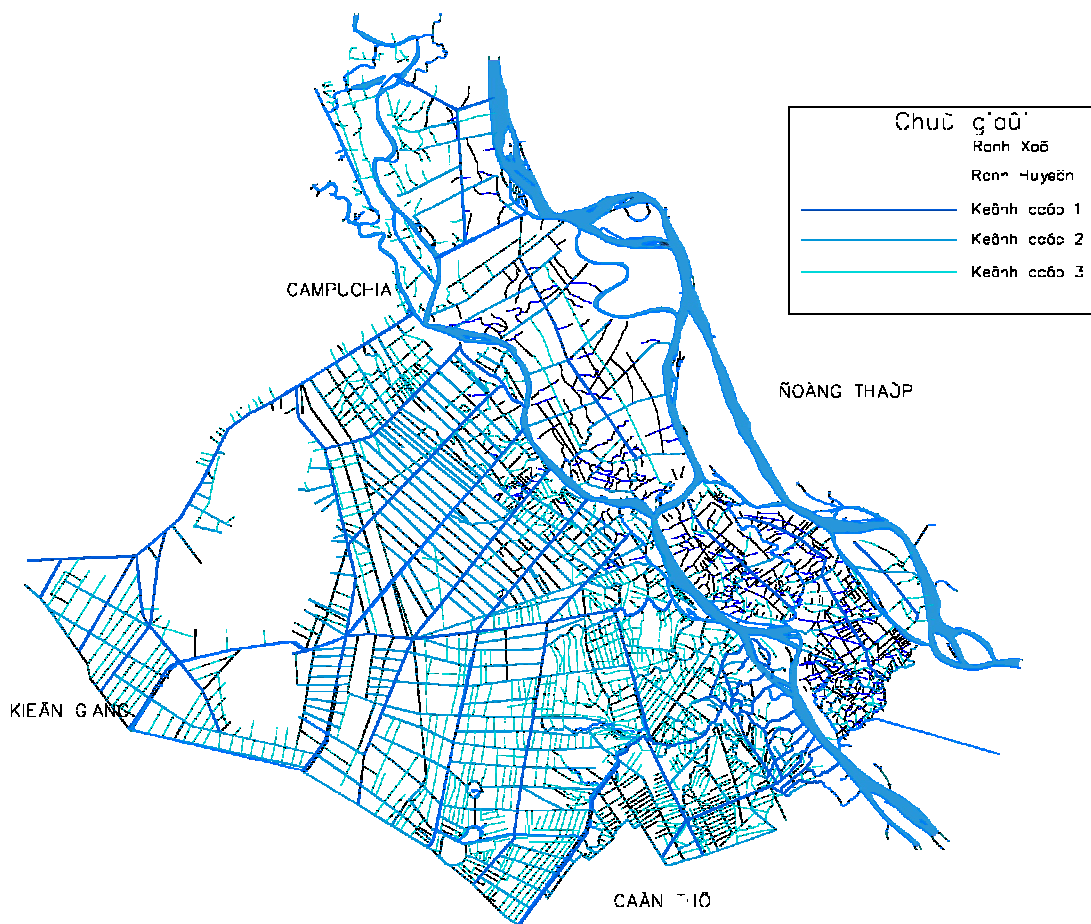 Chuù giaûi
Ranh Xaõ
Ranh Huyeän
Keânh caáp 1
Keânh caáp 2
Keânh caáp 3
CAMPUCHIA
ÑOÀNG THAÙP
KIEÂN GIANG
CAÀN THÔ